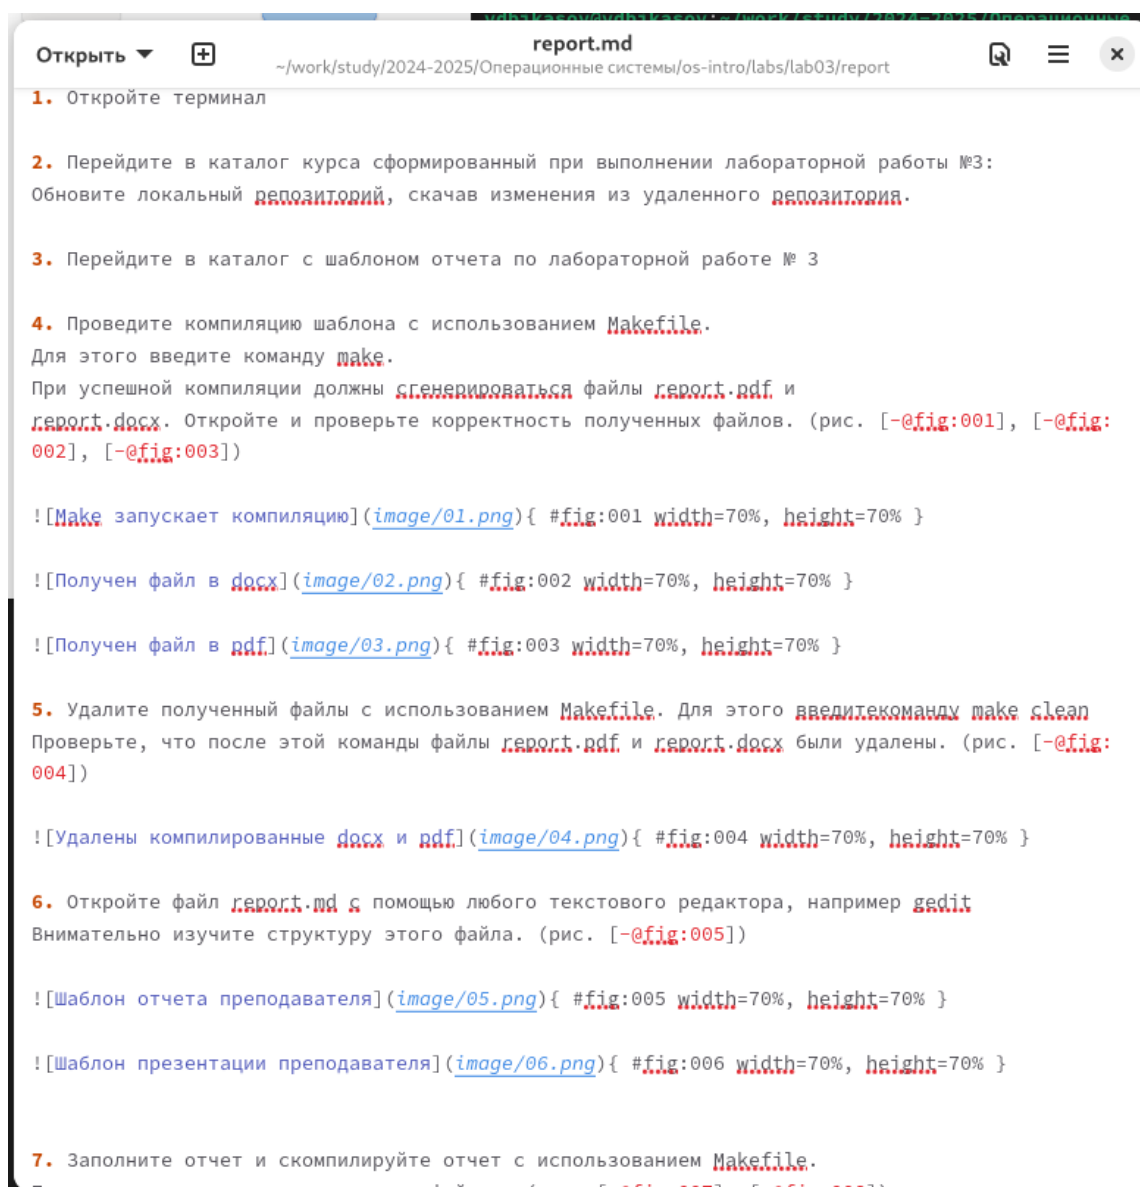 ydbikasov@ydbikasov:~/work/study/2024-2025/Операционные
Открыть
report.md
~/work/study/2024-2025/Операционные системы/os-intro/labs/lab03/report
1. Откройте терминал
2. Перейдите в каталог курса сформированный при выполнении лабораторной работы №3:
Обновите локальный репозиторий, скачав изменения из удаленного репозитория.
3. Перейдите в каталог с шаблоном отчета по лабораторной работе № 3
4. Проведите компиляцию шаблона с использованием Makefile.
Для этого введите команду make.
При успешной компиляции должны сгенерироваться файлы report.pdf и
report.docx. Откройте и проверьте корректность полученных файлов. (рис. [-@fig:001], [-@fig:
002], [-@fig:003])
![Make запускает компиляцию](image/01.png){ #fig:001 width=70%, height=70% }
![Получен файл в docx](image/02.png){ #fig:002 width=70%, height=70% }
![Получен файл в pdf](image/03.png){ #fig:003 width=70%, height=70% }
5. Удалите полученный файлы с использованием Makefile. Для этого введитекоманду make clean
Проверьте, что после этой команды файлы report.pdf и report.docx были удалены. (рис. [-@fig:
004])
![Удалены компилированные docx и pdf](image/04.png){ #fig:004 width=70%, height=70% }
6. Откройте файл report.md с помощью любого текстового редактора, например gedit
Внимательно изучите структуру этого файла. (рис. [-@fig:005])
![Шаблон отчета преподавателя](image/05.png){ #fig:005 width=70%, height=70% }
![Шаблон презентации преподавателя](image/06.png){ #fig:006 width=70%, height=70% }
7. Заполните отчет и скомпилируйте отчет с использованием Makefile.